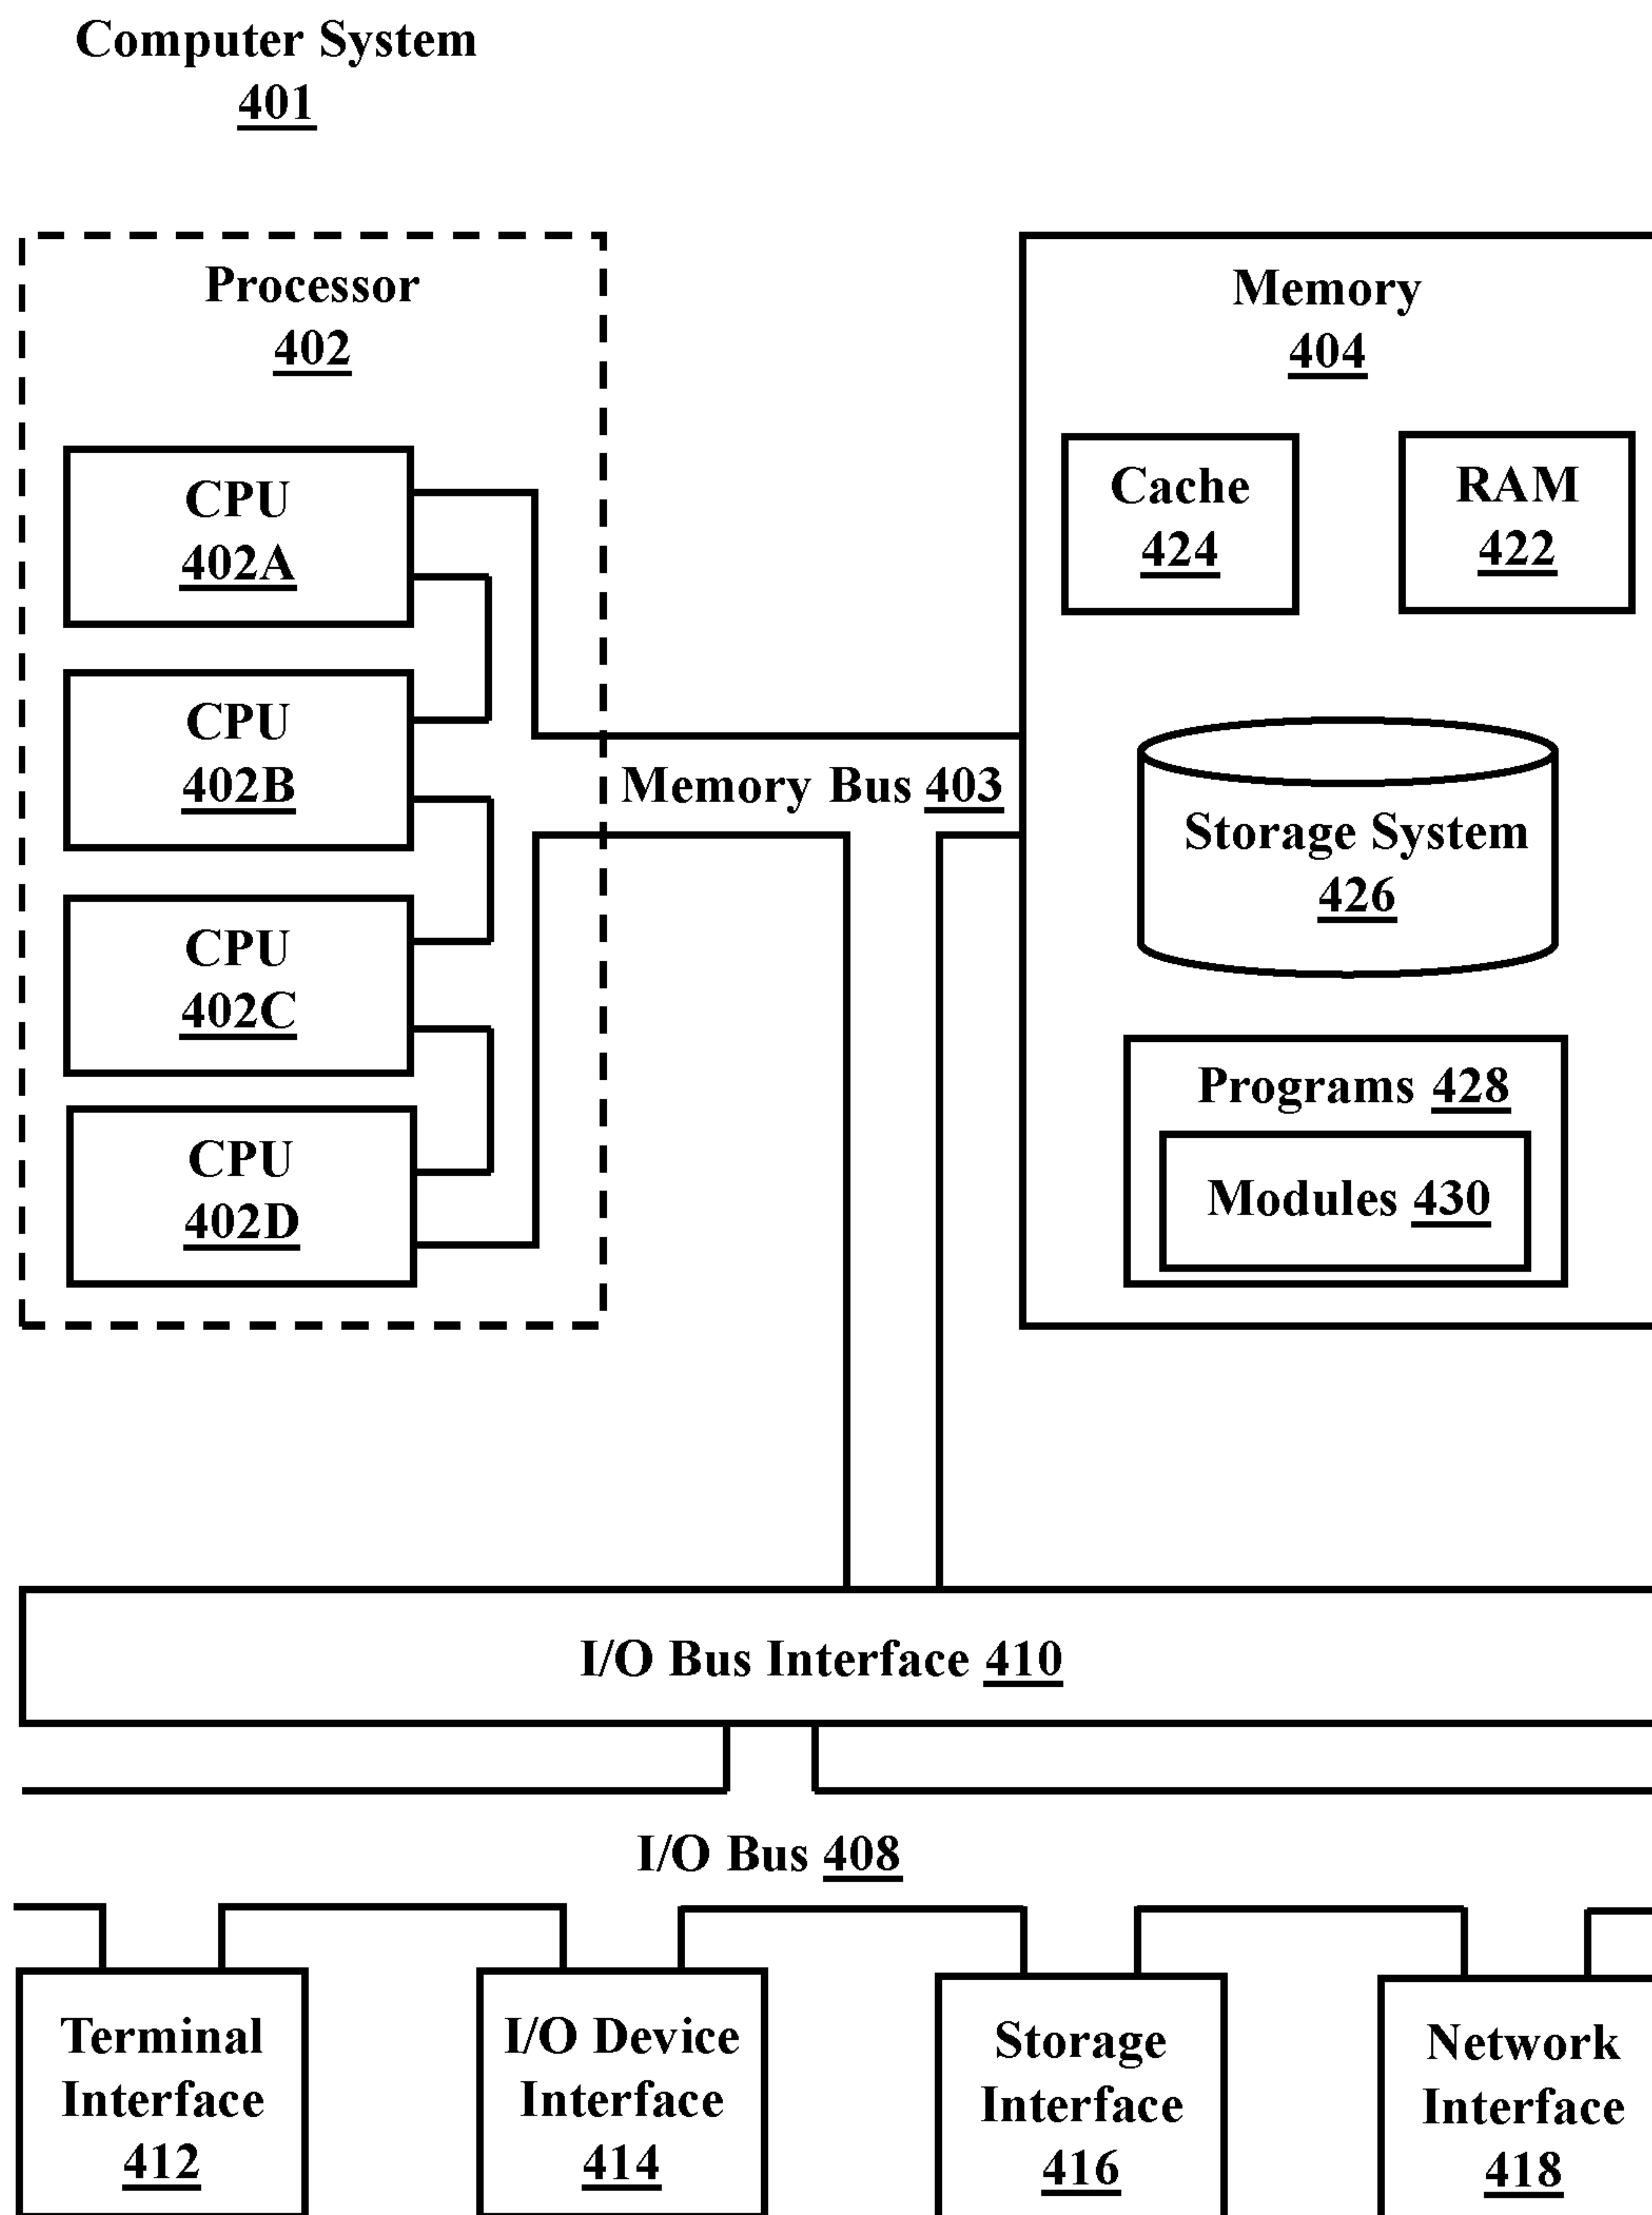 Computer System
401
Processor
402
CPU
402A
CPU
402B
CPU
402C
CPU
402D
Memory Bus 403
Memory
404
Cache
424
RAM
422
Storage System
426
Programs 428
Modules 430
I/O Bus Interface 410
I/O Bus 408
Terminal
Interface
412
I/O Device
Interface
414
Storage
Interface
416
Network
Interface
418